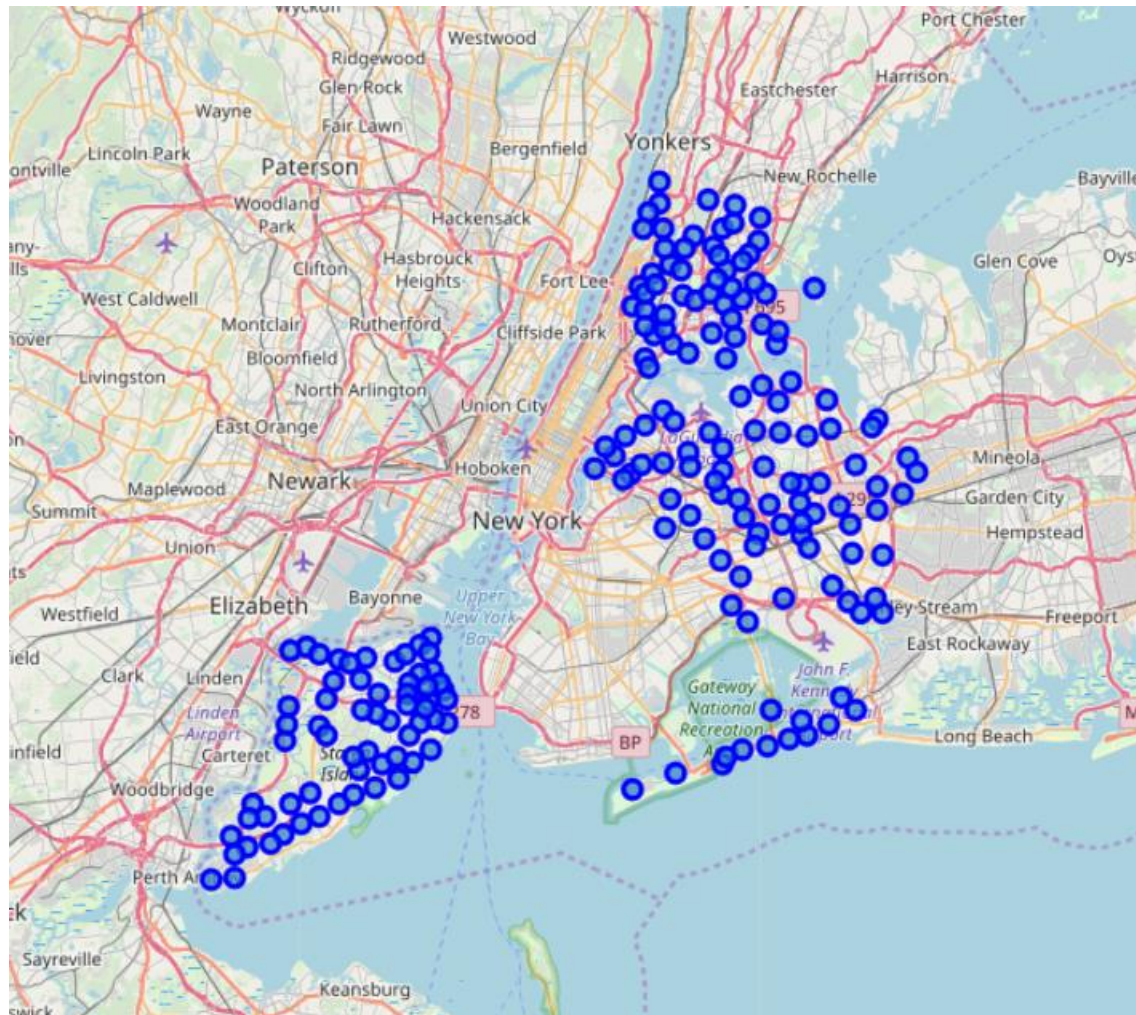 Wyckoff
Port Chester
Westwood
Ridgewood
Harrison
Glen Rock
Eastchester
Wayne
Fair Lawn
Yonkers
Bergenfield
Lincoln Park
Paterson
New Rochelle
Bayville
Woodland
Park
Hackensack
Hasbrouck
Heights
Glen Cove
Clifton
Fort Lee
West Caldwell
Montclair
Rutherford
695
Cliffside Park
Bloomfield
Livingston
North Arlington
Union City
East Orange
Mineola
Newark
Hoboken
Maplewood
Garden City
Summit
New York
Hempstead
Union
Bayonne
Upper
New York
Bay
Elizabeth
Westfield
Freeport
East Rockaway
Clark
Linden
John F.
Gateway
National
Linden
Airport
278
Carteret
BP
Long Beach
Woodbridge
Sayreville
Keansburg